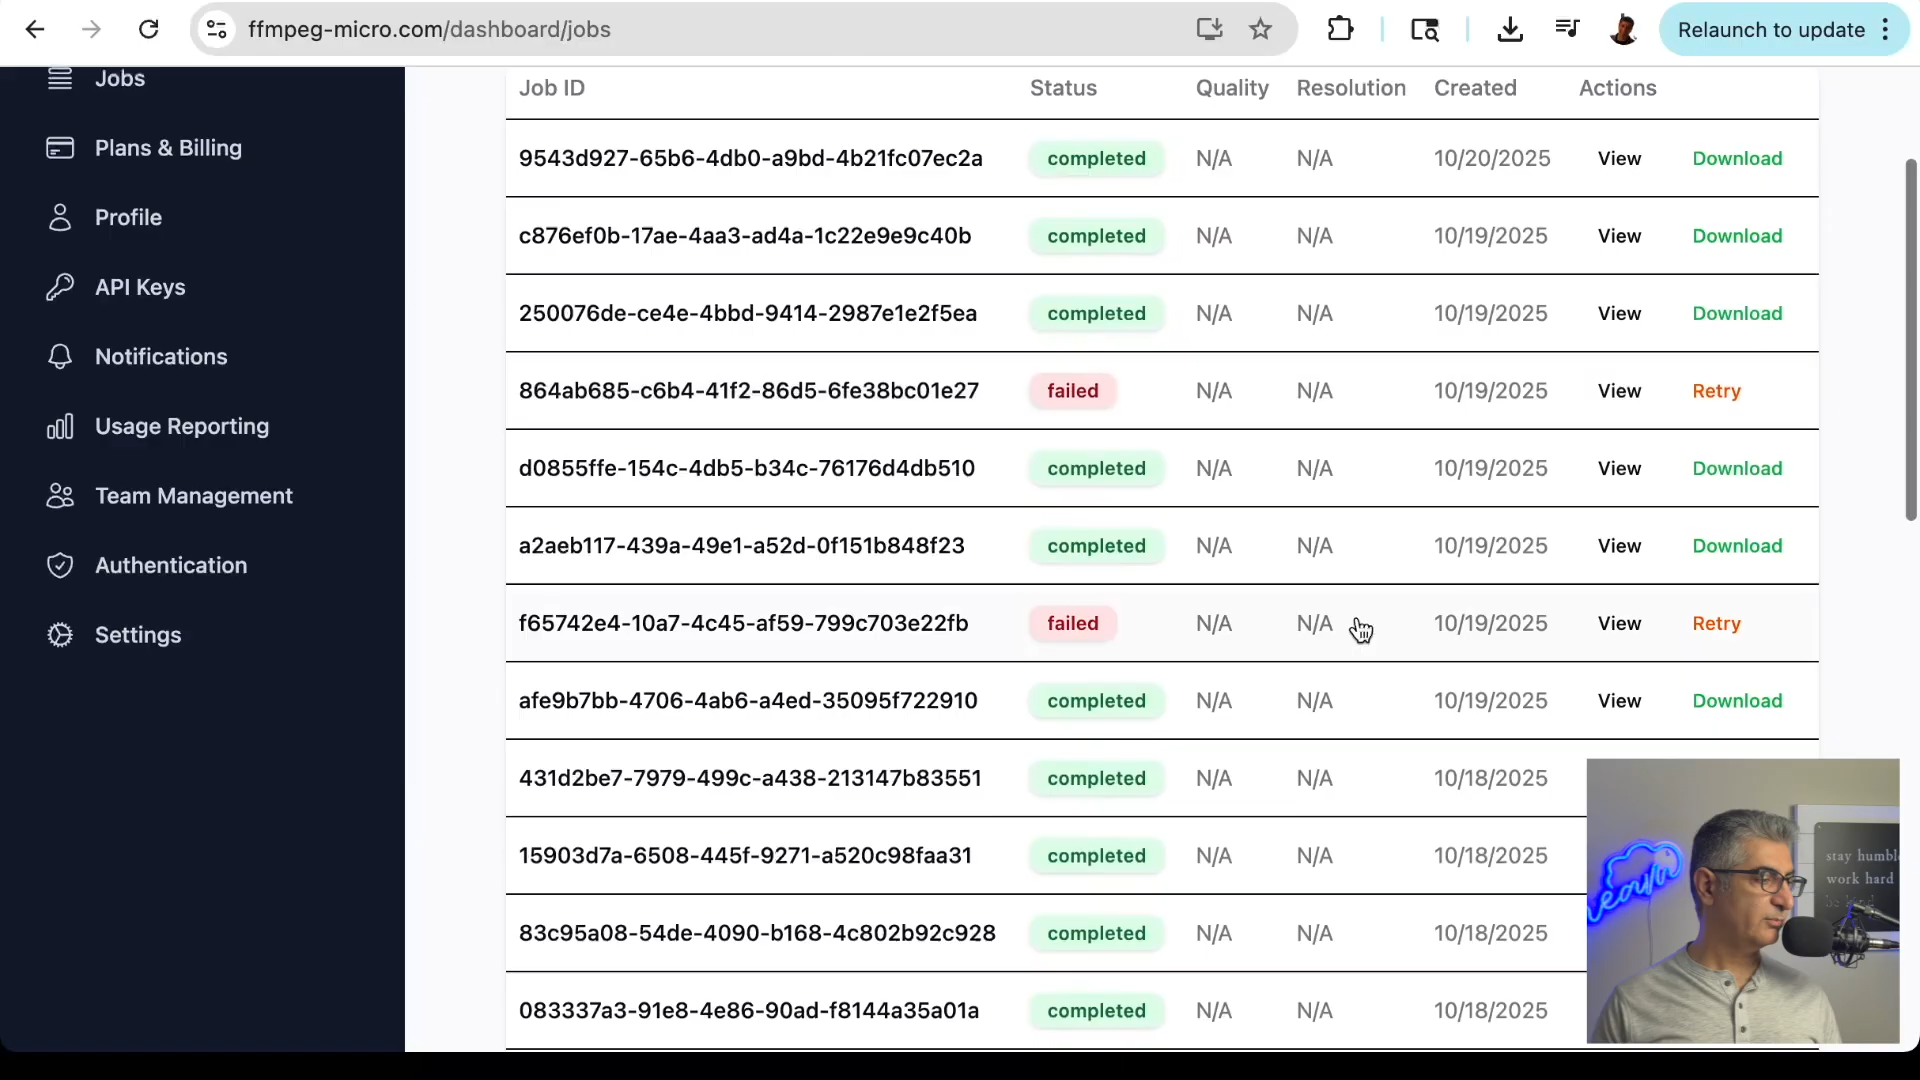 ffmpeg-micro.com/dashboard/jobs
Relaunch to update
Jobs
Plans & Billing
Profile
API Keys
Notifications
Usage Reporting
Team Management
Authentication
Settings
Job ID Status Quality Resolution Created Actions
9543d927-65b6-4db0-a9bd-4b21fc07ec2a completed N/A N/A 10/20/2025 View Download
c876ef0b-17ae-4aa3-ad4a-1c22e9e9c40b completed N/A N/A 10/19/2025 View Download
250076de-ce4e-4bbd-9414-2987e1e2f5ea completed N/A N/A 10/19/2025 View Download
864ab685-c6b4-41f2-86d5-6fe38bc01e27 failed N/A N/A 10/19/2025 View Retry
d0855ffe-154c-4db5-b34c-76176d4db510 completed N/A N/A 10/19/2025 View Download
a2aeb117-439a-49e1-a52d-0f151b848f23 completed N/A N/A 10/19/2025 View Download
f65742e4-10a7-4c45-af59-799c703e22fb failed N/A N/A 10/19/2025 View Retry
afe9b7bb-4706-4ab6-a4ed-35095f722910 completed N/A N/A 10/19/2025 View Download
431d2be7-7979-499c-a438-213147b83551 completed N/A N/A 10/18/2025
15903d7a-6508-445f-9271-a520c98faa31 completed N/A N/A 10/18/2025
83c95a08-54de-4090-b168-4c802b92c928 completed N/A N/A 10/18/2025
083337a3-91e8-4e86-90ad-f8144a35a01a completed N/A N/A 10/18/2025
stay humble
work hard
be kind